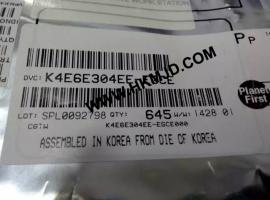 P P
DVC: K4E6E304EE
www.HKMJD.COM
Planet
First
LOT: SPL0092798 QTY: 645 W/W: 1428 01
CGTW K4E6E304EE-EGCE000
ASSEMBLED IN KOREA FROM DIE OF KOREA